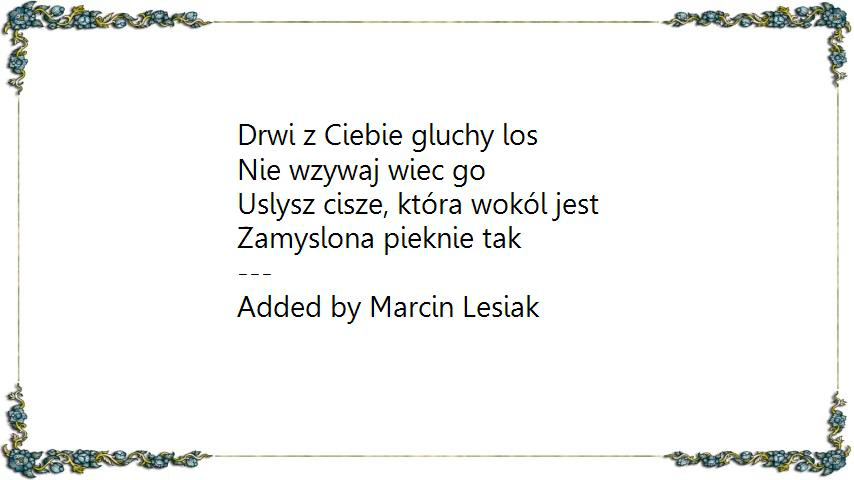 Drwi z Ciebie gluchy los
Nie wzywaj wiec go
Uslysz cisze, która wokól jest
Zamyslona pieknie tak
---
Added by Marcin Lesiak